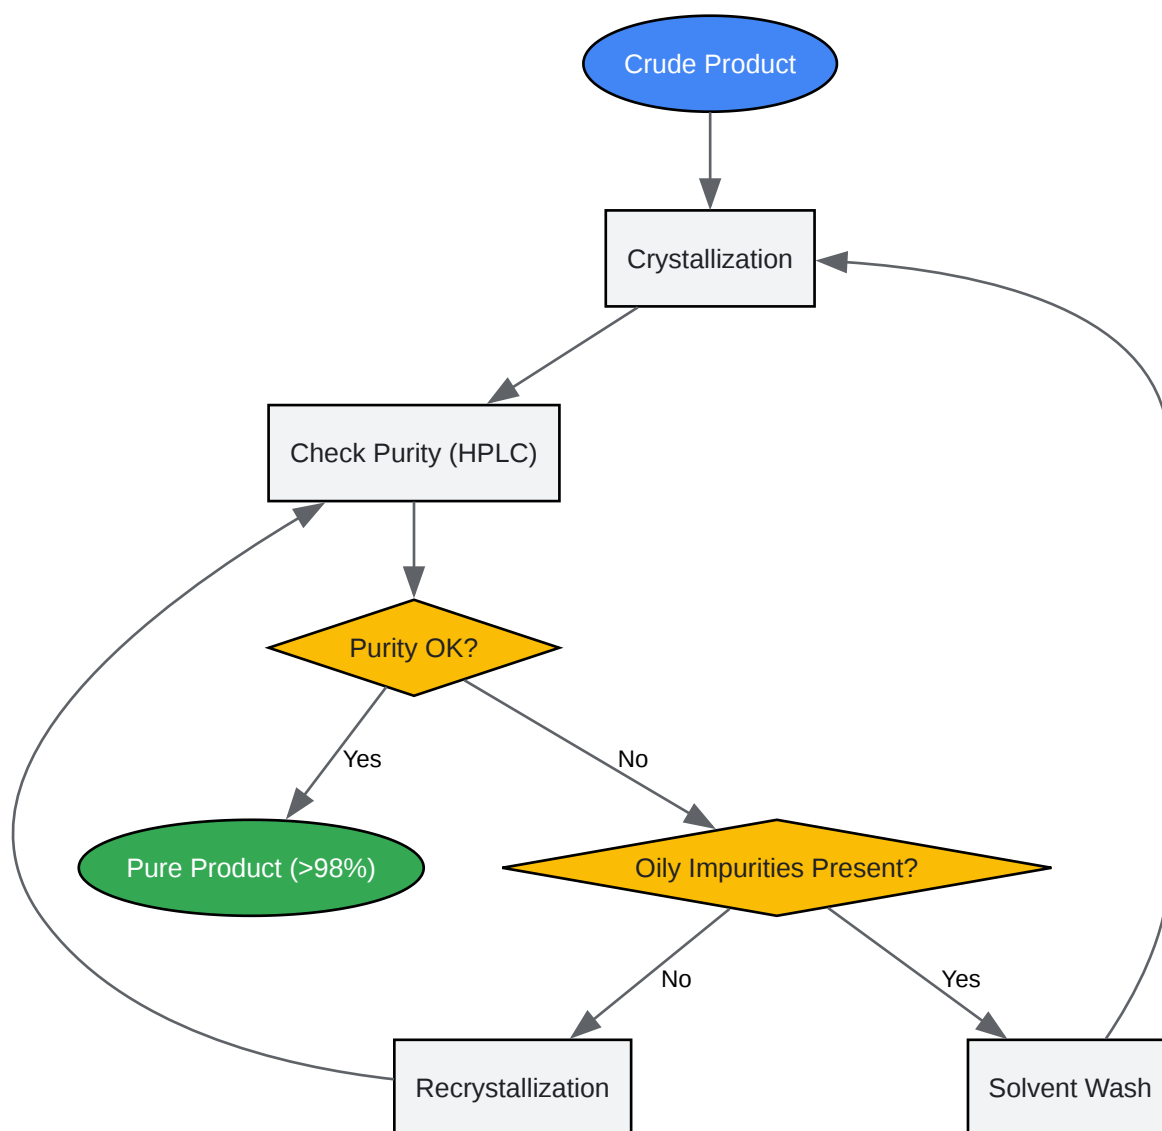 Crude Product
Crystallization
Check Purity (HPLC)
Purity OK?
Yes
No
Pure Product (>98%)
Oily Impurities Present?
No
Yes
Recrystallization
Solvent Wash